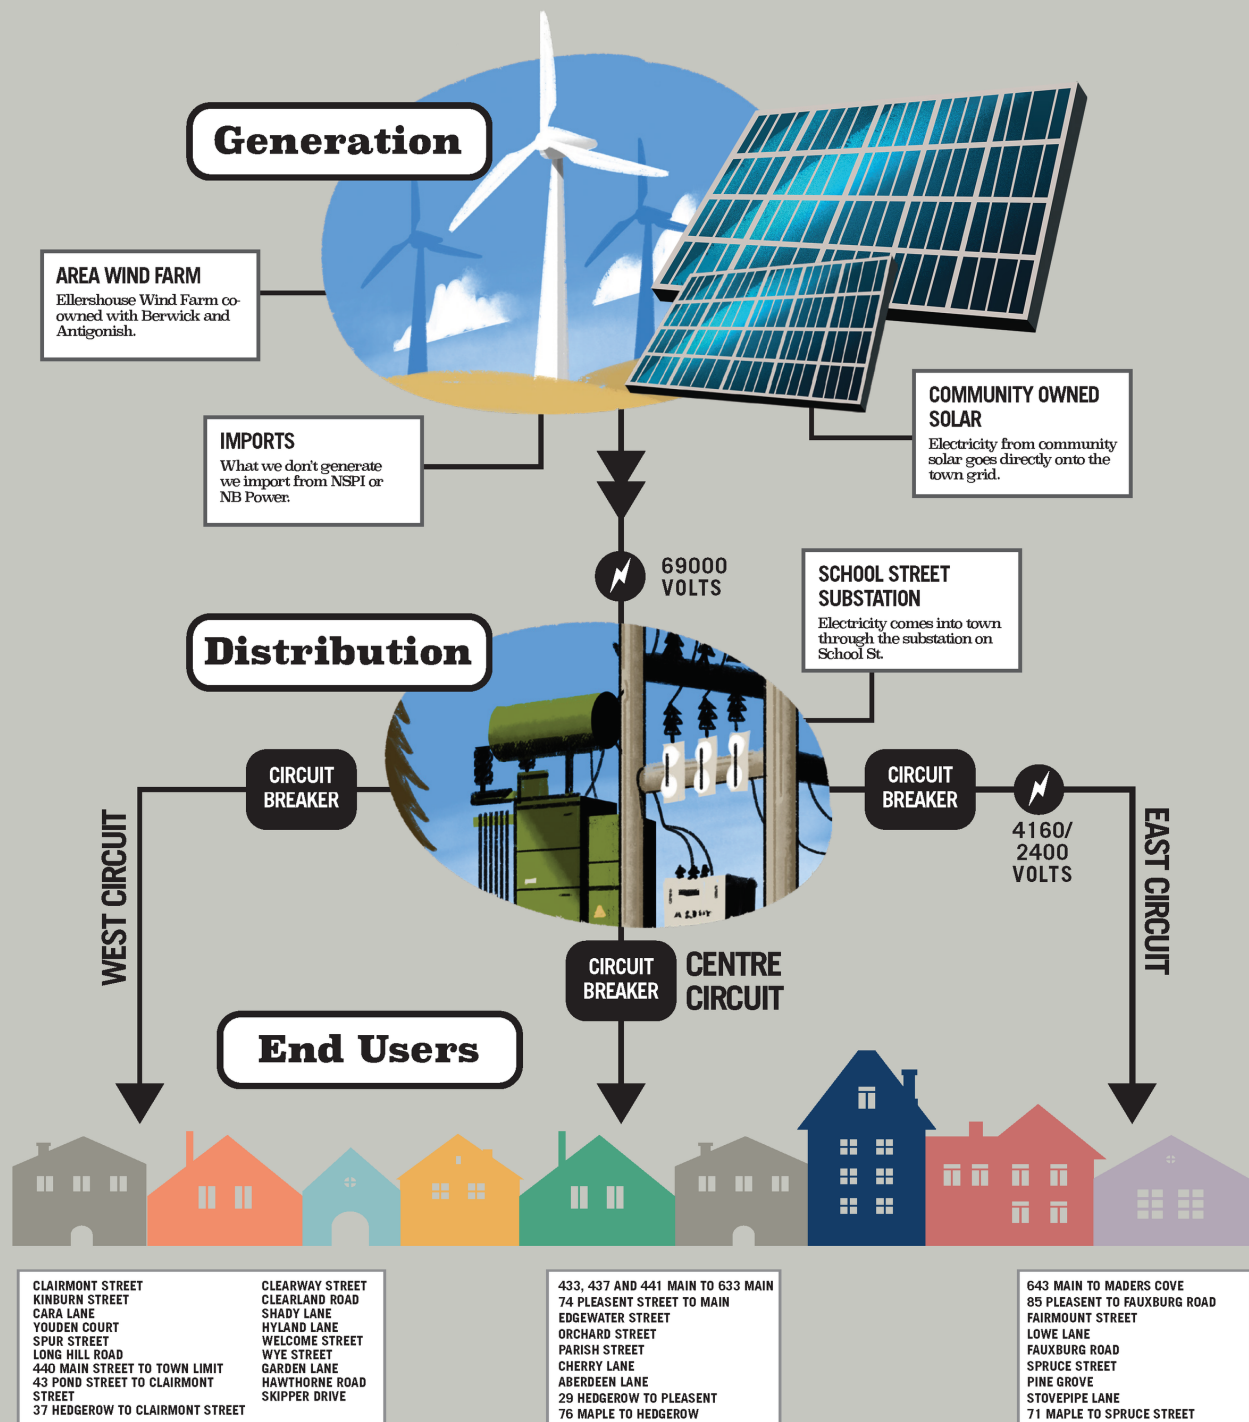 Generation
AREA WIND FARM
Ellershouse Wind Farm co-
owned with Berwick and
Antigonish.
IMPORTS
What we don't generate
we import from NSPI or
NB Power.
COMMUNITY OWNED
SOLAR
Electricity from community
solar goes directly onto the
town grid.
69000
VOLTS
SCHOOL STREET
SUBSTATION
Electricity comes into town
through the substation on
School St.
Distribution
CIRCUIT
BREAKER
CIRCUIT
BREAKER
4160/
2400
VOLTS
WEST CIRCUIT
EAST CIRCUIT
CIRCUIT
BREAKER
CENTRE
CIRCUIT
End Users
CLAIRMONT STREET
KINBURN STREET
CARA LANE
YOUDEN COURT
SPUR STREET
LONG HILL ROAD
440 MAIN STREET TO TOWN LIMIT
43 POND STREET TO CLAIRMONT
STREET
37 HEDGEROW TO CLAIRMONT STREET
CLEARWAY STREET
CLEARLAND ROAD
SHADY LANE
HYLAND LANE
WELCOME STREET
WYE STREET
GARDEN LANE
HAWTHORNE ROAD
SKIPPER DRIVE
433, 437 AND 441 MAIN TO 633 MAIN
74 PLEASENT STREET TO MAIN
EDGEWATER STREET
ORCHARD STREET
PARISH STREET
CHERRY LANE
ABERDEEN LANE
29 HEDGEROW TO PLEASENT
76 MAPLE TO HEDGEROW
643 MAIN TO MADERS COVE
85 PLEASENT TO FAUXBURG ROAD
FAIRMOUNT STREET
LOWE LANE
FAUXBURG ROAD
SPRUCE STREET
PINE GROVE
STOVEPIPE LANE
71 MAPLE TO SPRUCE STREET